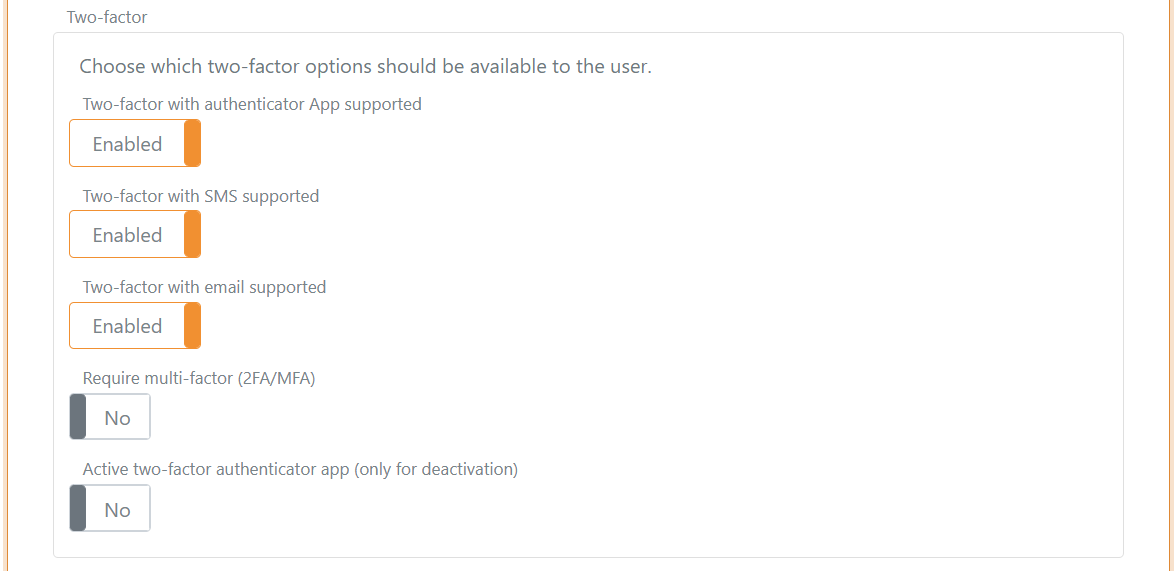 Two-factor
Choose which two-factor options should be available to the user.
Two-factor with authenticator App supported
Enabled
Two-factor with SMS supported
Enabled
Two-factor with email supported
Enabled
Require multi-factor (2FA/MFA)
No
Active two-factor authenticator app (only for deactivation)
No